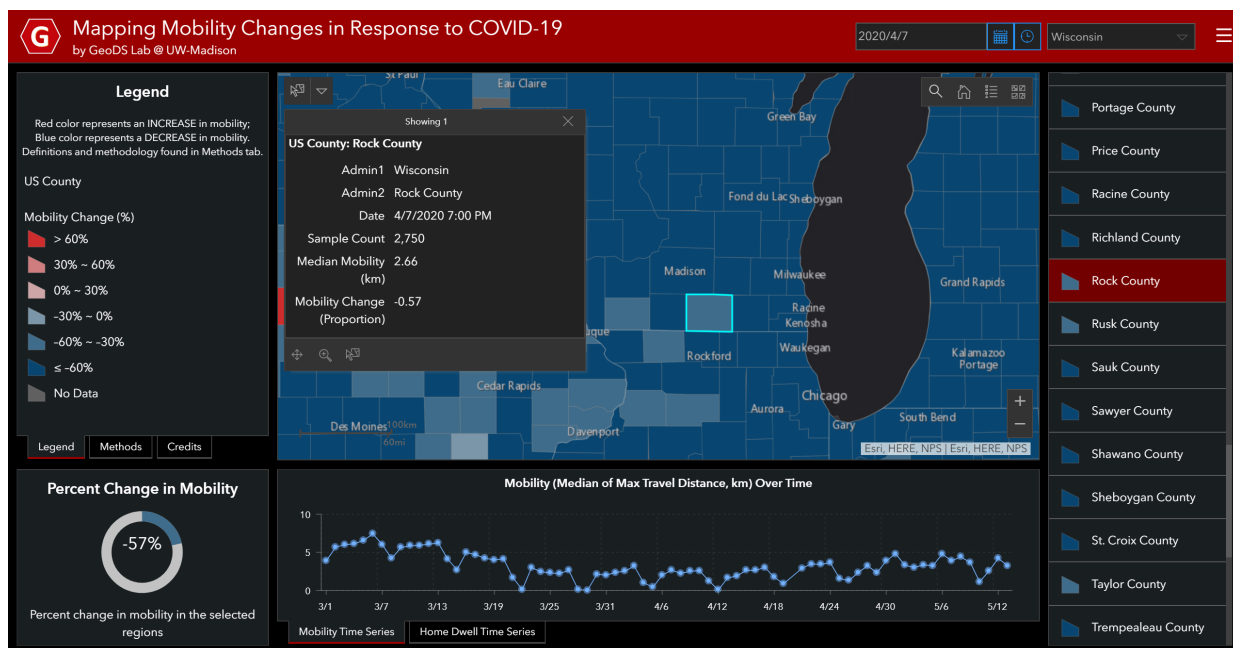 G
Mapping Mobility Changes in Response to COVID-19
by GeoDS Lab @ UW-Madison
2020/4/7
Wisconsin
Legend
Red color represents an INCREASE in mobility;
Blue color represents a DECREASE in mobility.
Definitions and methodology found in Methods tab.
US County
Mobility Change (%)
> 60%
30% ~ 60%
0% ~ 30%
-30% ~ 0%
-60% ~ -30%
≤ -60%
No Data
Legend
Methods
Credits
St Paul
Eau Claire
Green Bay
Showing 1
US County: Rock County
Admin1 Wisconsin
Admin2 Rock County
Date 4/7/2020 7:00 PM
Sample Count 2,750
Median Mobility 2.66
(km)
Mobility Change -0.57
(Proportion)
Fond du Lac
Sheboygan
Madison
Milwaukee
Grand Rapids
Racine
Kenosha
Rockford
Waukegan
Kalamazoo
Portage
Cedar Rapids
Chicago
Aurora
Gary
South Bend
Des Moines
100km
60mi
Davenport
+
−
Esri, HERE, NPS | Esri, HERE, NPS
Portage County
Price County
Racine County
Richland County
Rock County
Rusk County
Sauk County
Sawyer County
Shawano County
Sheboygan County
St. Croix County
Taylor County
Trempealeau County
Percent Change in Mobility
-57%
Percent change in mobility in the selected
regions
Mobility (Median of Max Travel Distance, km) Over Time
10
5
0
3/1 3/7 3/13 3/19 3/25 3/31 4/6 4/12 4/18 4/24 4/30 5/6 5/12
Mobility Time Series
Home Dwell Time Series